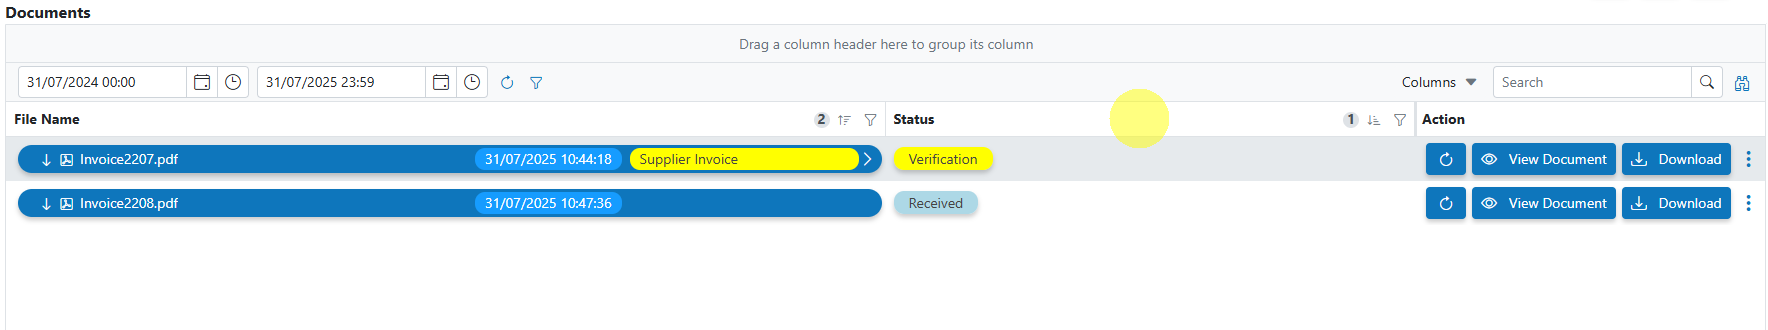 Documents
Drag a column header here to group its column
31/07/2024 00:00 31/07/2025 23:59 Columns Search
File Name 2 Status 1 Action
Invoice2207.pdf 31/07/2025 10:44:18 Supplier Invoice Verification View Document Download
Invoice2208.pdf 31/07/2025 10:47:36 Received View Document Download